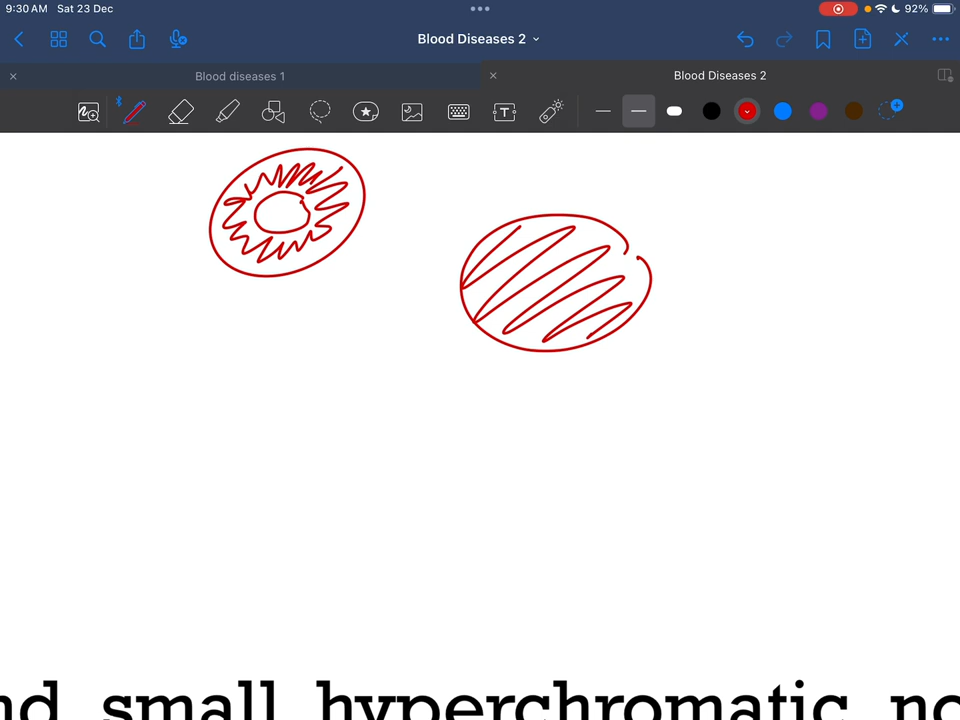 9:30 AM Sat 23 Dec 92%
Blood Diseases 2
Blood diseases 1
Blood Diseases 2
small hyperchromatic